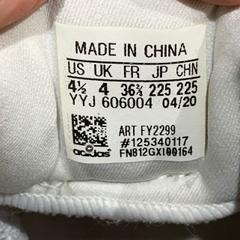 MADE IN CHINA
US UK FR JP CHN
4½ 4 36⅔ 225 225
YYJ 606004 04/20
ART FY2299
#125340117
adidas FN812GXI00164